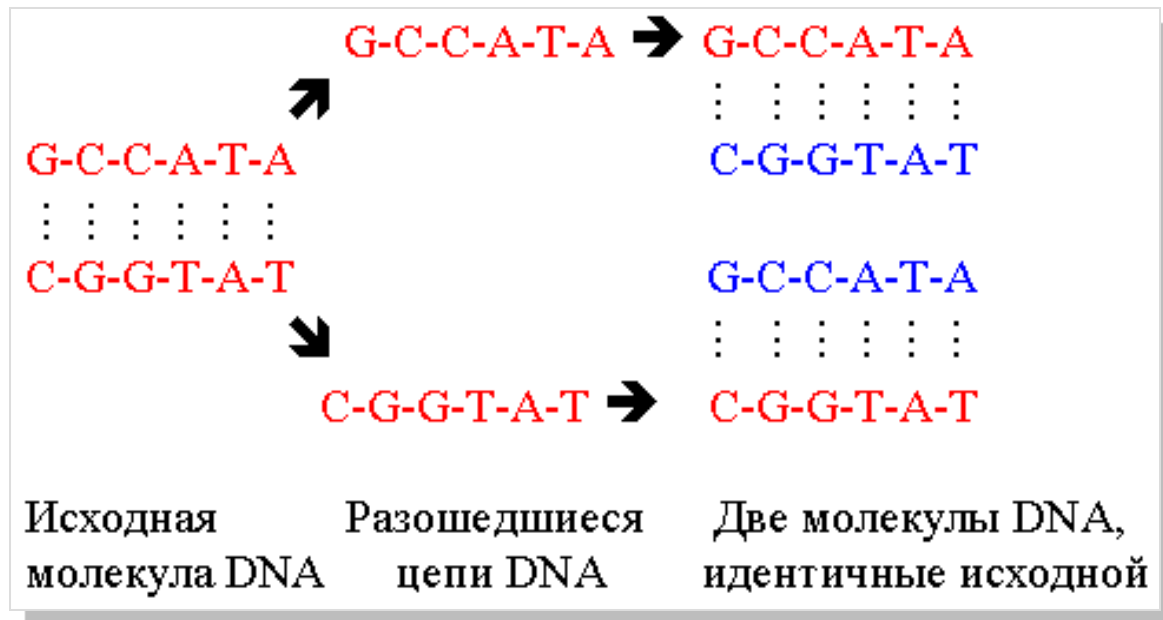 G-C-C-A-T-A ➔ G-C-C-A-T-A
G-C-C-A-T-A
C-G-G-T-A-T
C-G-G-T-A-T
G-C-C-A-T-A
C-G-G-T-A-T ➔ C-G-G-T-A-T
Исходная
молекула DNA
Разошедшиеся
цепи DNA
Две молекулы DNA,
идентичные исходной